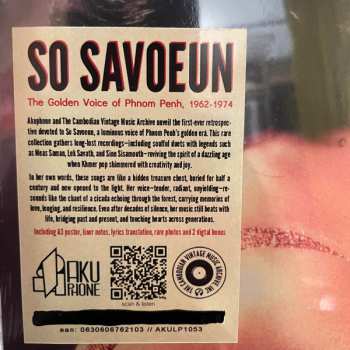 SO SAVOEUN
The Golden Voice of Phnom Penh, 1962-1974
Akuphone and The Cambodian Vintage Music Archive unveil the first-ever retro-
spective devoted to So Savoeun, a luminous voice of Phnom Penh's golden era. This rare
collection gathers long-lost recordings—including soulful duets with legends such
as Meas Saman, Lek Savath, and Sinn Sisamouth—reviving the spirit of a dazzling age
when Khmer pop shimmered with creativity and joy.
In her own words, these songs are like a hidden treasure chest, buried for half a
century and now opened to the light. Her voice—tender, radiant, unyielding—re-
sounds like the chant of a cicada echoing through the forest, carrying memories of
love, longing, and resilience. Even after decades of silence, her music still beats with
life, bridging past and present, and touching hearts across generations.
Including A3 poster, liner notes, lyrics translation, rare photos and 2 digital bonus
AKU
PHONE
scan & listen
THE CAMBODIAN VINTAGE MUSIC ARCHIVE, INC.
ean: 0630606762103 // AKULP1053